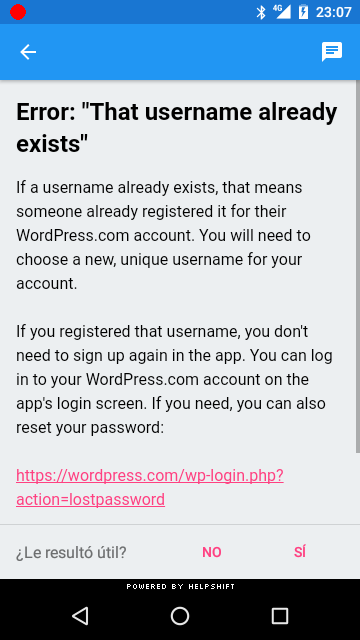 4G 23:07
Error: "That username already
exists"
If a username already exists, that means
someone already registered it for their
WordPress.com account. You will need to
choose a new, unique username for your
account.
If you registered that username, you don't
need to sign up again in the app. You can log
in to your WordPress.com account on the
app's login screen. If you need, you can also
reset your password:
https://wordpress.com/wp-login.php?
action=lostpassword
¿Le resultó útil? NO SÍ
POWERED BY HELPSHIFT